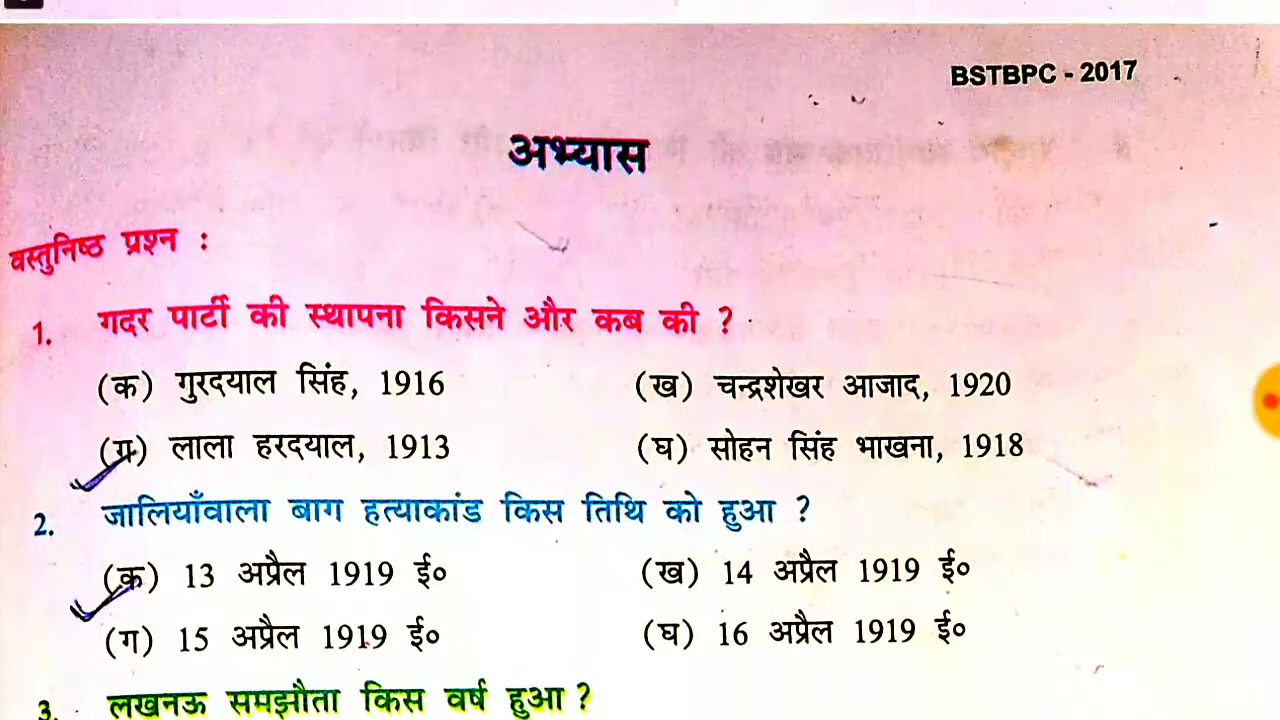 BSTBPC - 2017
अभ्यास
वस्तुनिष्ठ प्रश्न :
1. गदर पार्टी की स्थापना किसने और कब की ?
(क) गुरदयाल सिंह, 1916 (ख) चन्द्रशेखर आजाद, 1920
(ग) लाला हरदयाल, 1913 (घ) सोहन सिंह भाखना, 1918
2. जालियाँवाला बाग हत्याकांड किस तिथि को हुआ ?
(क) 13 अप्रैल 1919 ई० (ख) 14 अप्रैल 1919 ई०
(ग) 15 अप्रैल 1919 ई० (घ) 16 अप्रैल 1919 ई०
3. लखनऊ समझौता किस वर्ष हुआ ?